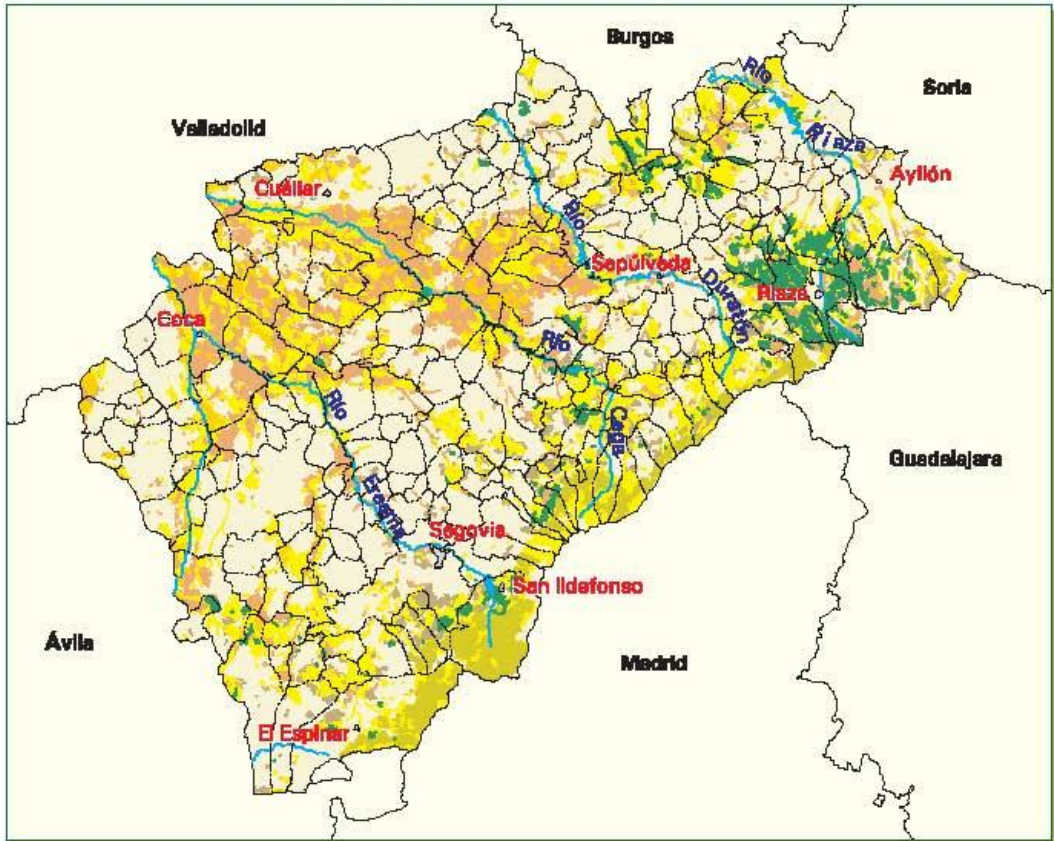 Burgos
Río
Soria
Valladolid
Riaza
Ayllón
Cuéllar
Río
Sepúlveda
Duratón
Riaza
Coca
Río
Río
Cega
Guadalajara
Eresma
Segovia
San Ildefonso
Ávila
Madrid
El Espinar